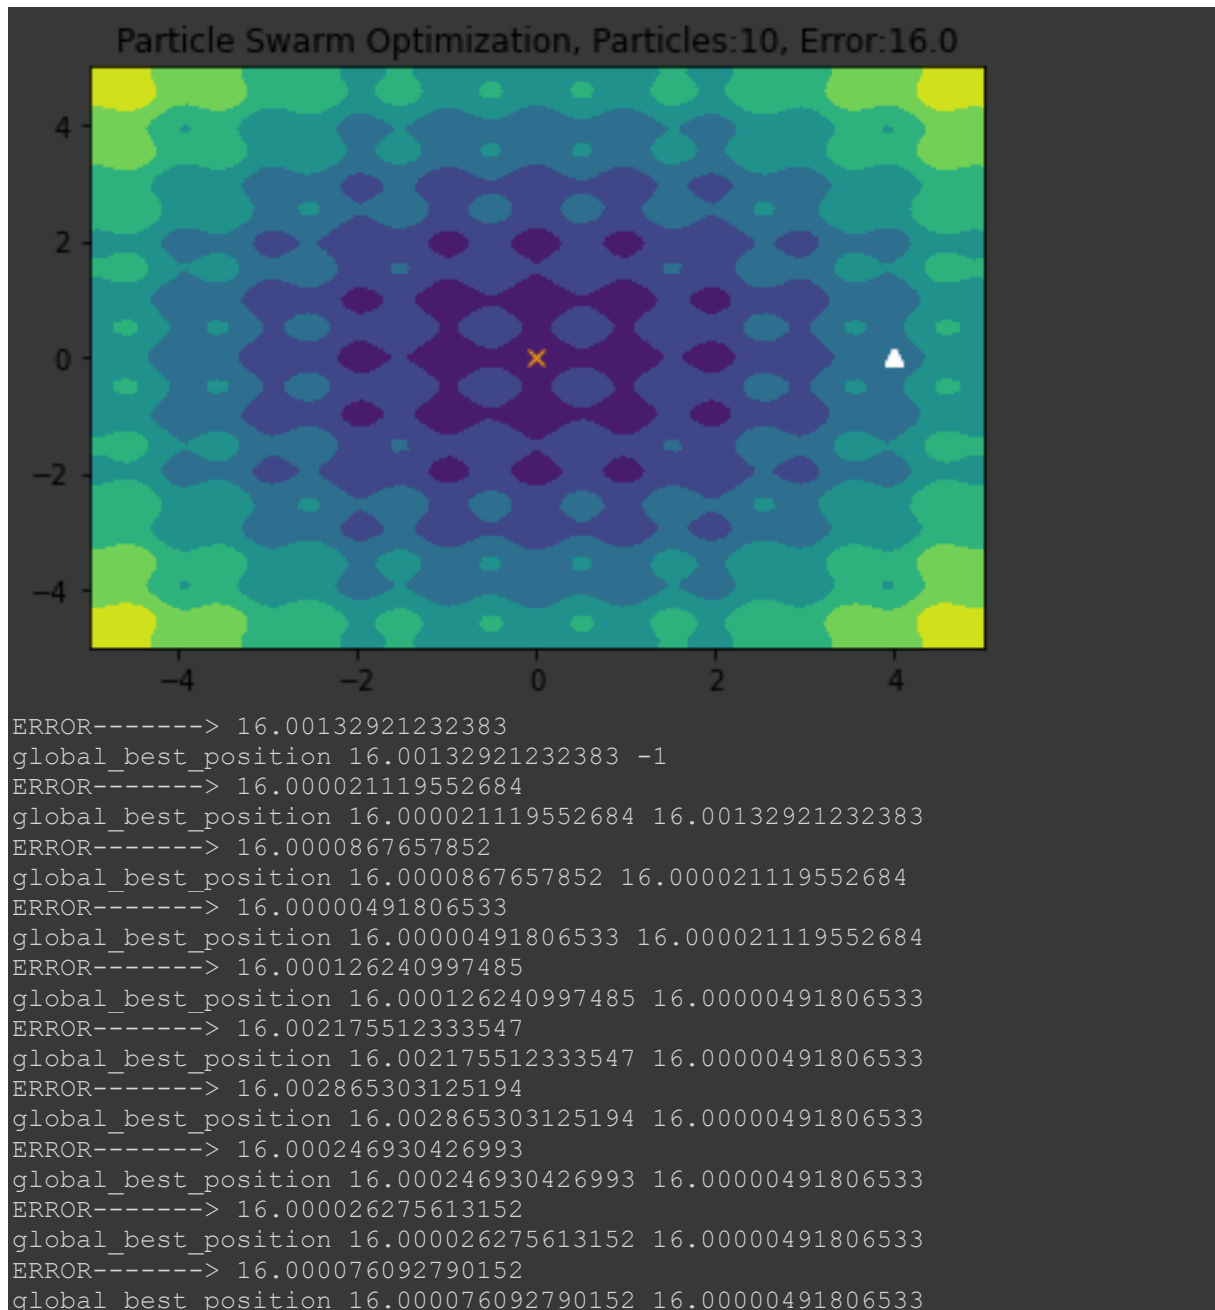 Particle Swarm Optimization, Particles:10, Error:16.0
4
2
0
−2
−4
−4 −2 0 2 4
ERROR-------> 16.00132921232383
global_best_position 16.00132921232383 -1
ERROR-------> 16.000021119552684
global_best_position 16.000021119552684 16.00132921232383
ERROR-------> 16.0000867657852
global_best_position 16.0000867657852 16.000021119552684
ERROR-------> 16.00000491806533
global_best_position 16.00000491806533 16.000021119552684
ERROR-------> 16.000126240997485
global_best_position 16.000126240997485 16.00000491806533
ERROR-------> 16.002175512333547
global_best_position 16.002175512333547 16.00000491806533
ERROR-------> 16.002865303125194
global_best_position 16.002865303125194 16.00000491806533
ERROR-------> 16.000246930426993
global_best_position 16.000246930426993 16.00000491806533
ERROR-------> 16.000026275613152
global_best_position 16.000026275613152 16.00000491806533
ERROR-------> 16.000076092790152
global_best_position 16.000076092790152 16.00000491806533